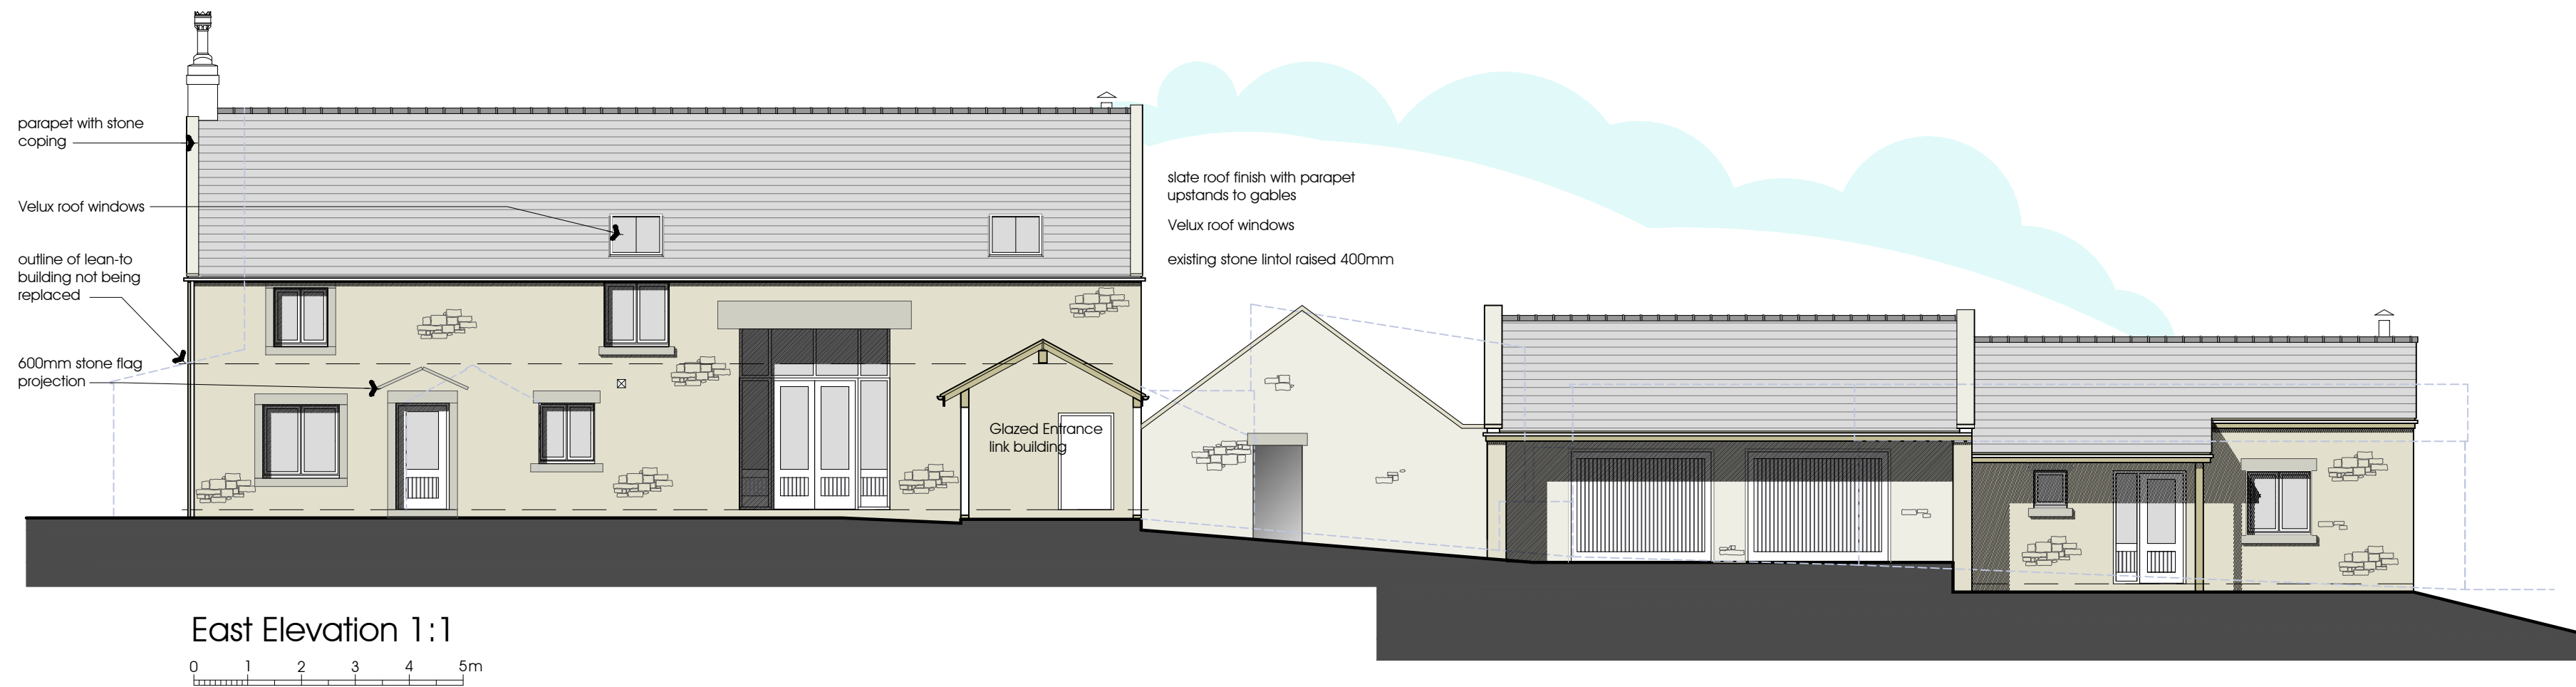 parapet with stone
coping
Velux roof windows
outline of lean-to
building not being
replaced
600mm stone flag
projection
slate roof finish with parapet
upstands to gables
Velux roof windows
existing stone lintol raised 400mm
Glazed Entrance
link building
East Elevation 1:1
0 1 2 3 4 5m